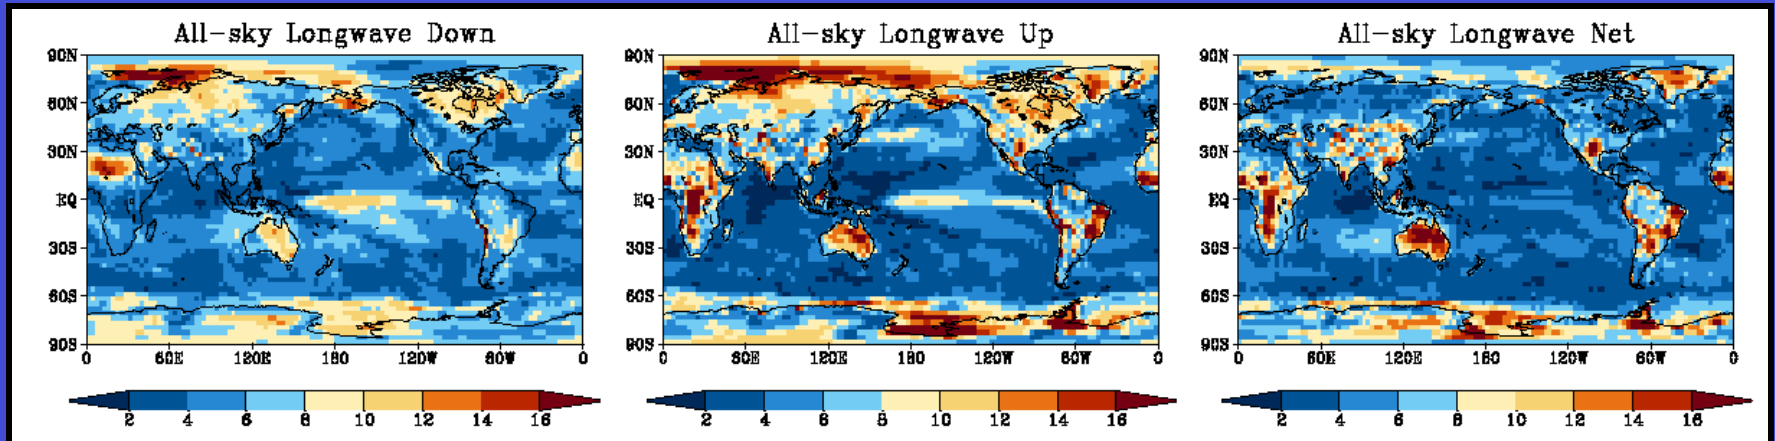 All-sky Longwave Down
90N
60N
30N
EQ
30S
60S
90S
0 60E 120E 180 120W 60W 0
2 4 6 8 10 12 14 16
All-sky Longwave Up
90N
60N
30N
EQ
30S
60S
90S
0 60E 120E 180 120W 60W 0
2 4 6 8 10 12 14 16
All-sky Longwave Net
90N
60N
30N
EQ
30S
60S
90S
0 60E 120E 180 120W 60W 0
2 4 6 8 10 12 14 16